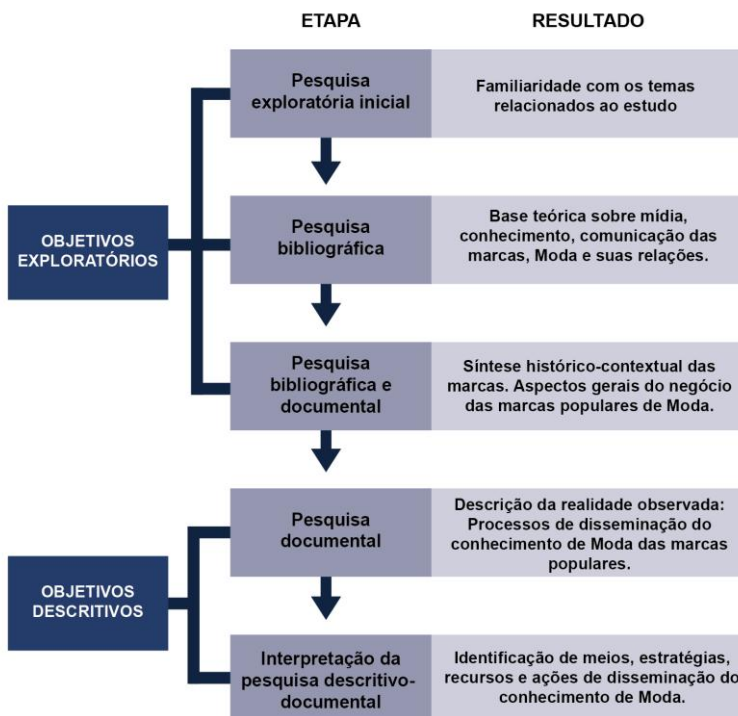 ETAPA
RESULTADO
Pesquisa
exploratória inicial
Familiaridade com os temas
relacionados ao estudo
OBJETIVOS
EXPLORATÓRIOS
Pesquisa
bibliográfica
Base teórica sobre mídia,
conhecimento, comunicação das
marcas, Moda e suas relações.
Pesquisa
bibliográfica e
documental
Síntese histórico-contextual das
marcas. Aspectos gerais do negócio
das marcas populares de Moda.
Pesquisa
documental
Descrição da realidade observada:
Processos de disseminação do
conhecimento de Moda das marcas
populares.
OBJETIVOS
DESCRITIVOS
Interpretação da
pesquisa descritivo-
documental
Identificação de meios, estratégias,
recursos e ações de disseminação do
conhecimento de Moda.